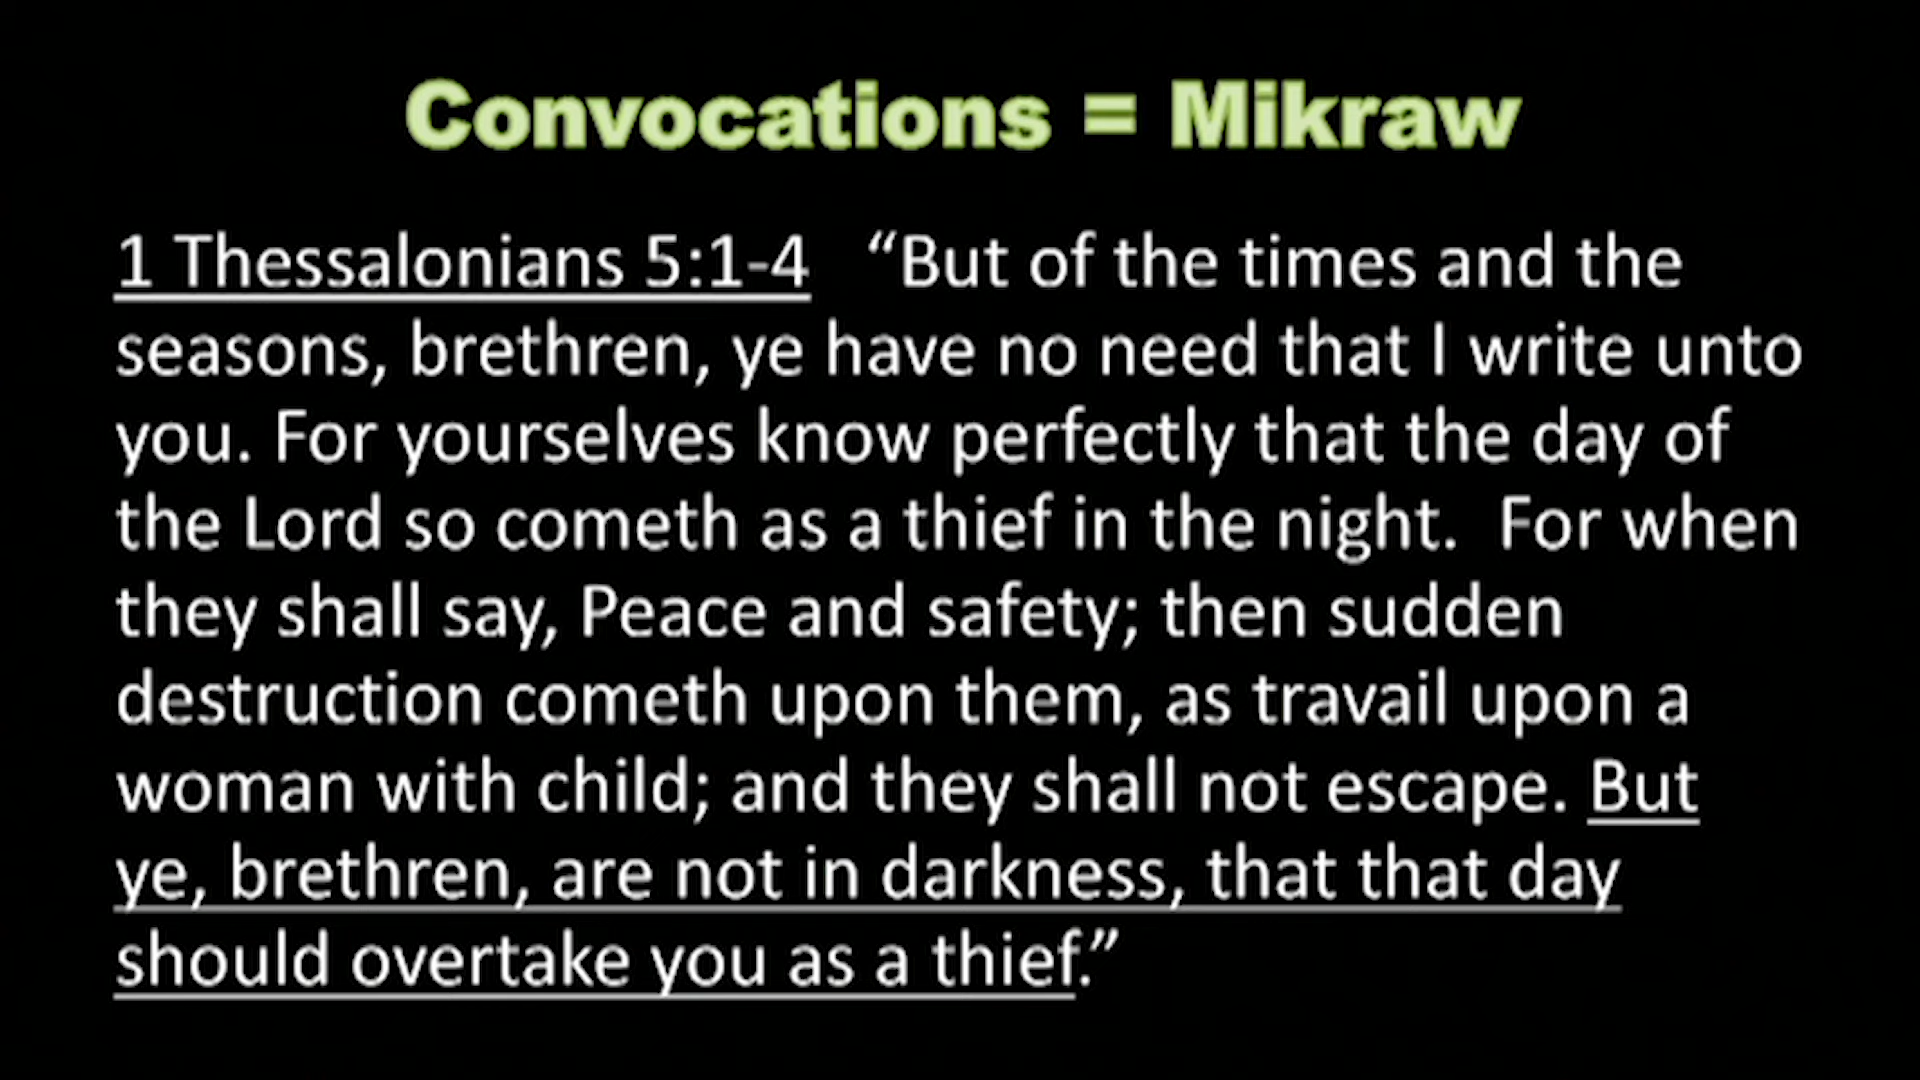 Convocations = Mikraw
1 Thessalonians 5:1-4 “But of the times and the
seasons, brethren, ye have no need that I write unto
you. For yourselves know perfectly that the day of
the Lord so cometh as a thief in the night. For when
they shall say, Peace and safety; then sudden
destruction cometh upon them, as travail upon a
woman with child; and they shall not escape. But
ye, brethren, are not in darkness, that that day
should overtake you as a thief.”